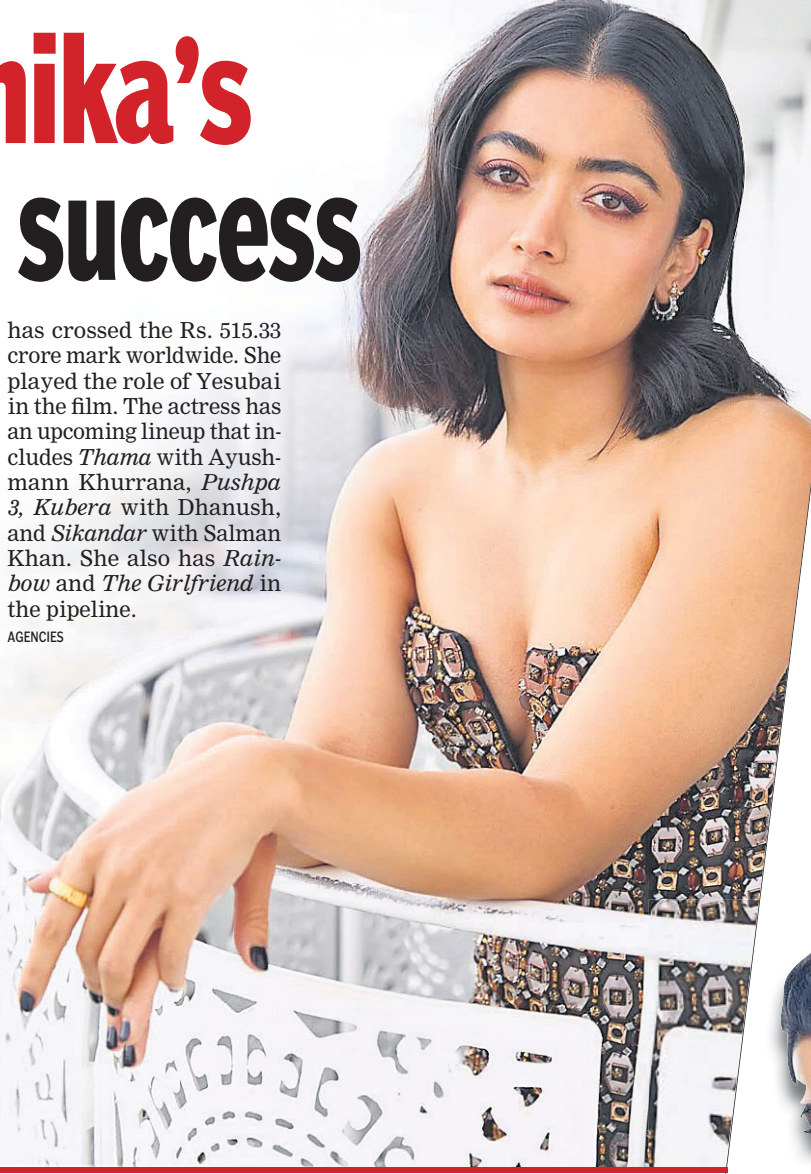 nika's
success
has crossed the Rs. 515.33
crore mark worldwide. She
played the role of Yesubai
in the film. The actress has
an upcoming lineup that in-
cludes Thama with Ayush-
mann Khurrana, Pushpa
3, Kubera with Dhanush,
and Sikandar with Salman
Khan. She also has Rain-
bow and The Girlfriend in
the pipeline.
AGENCIES